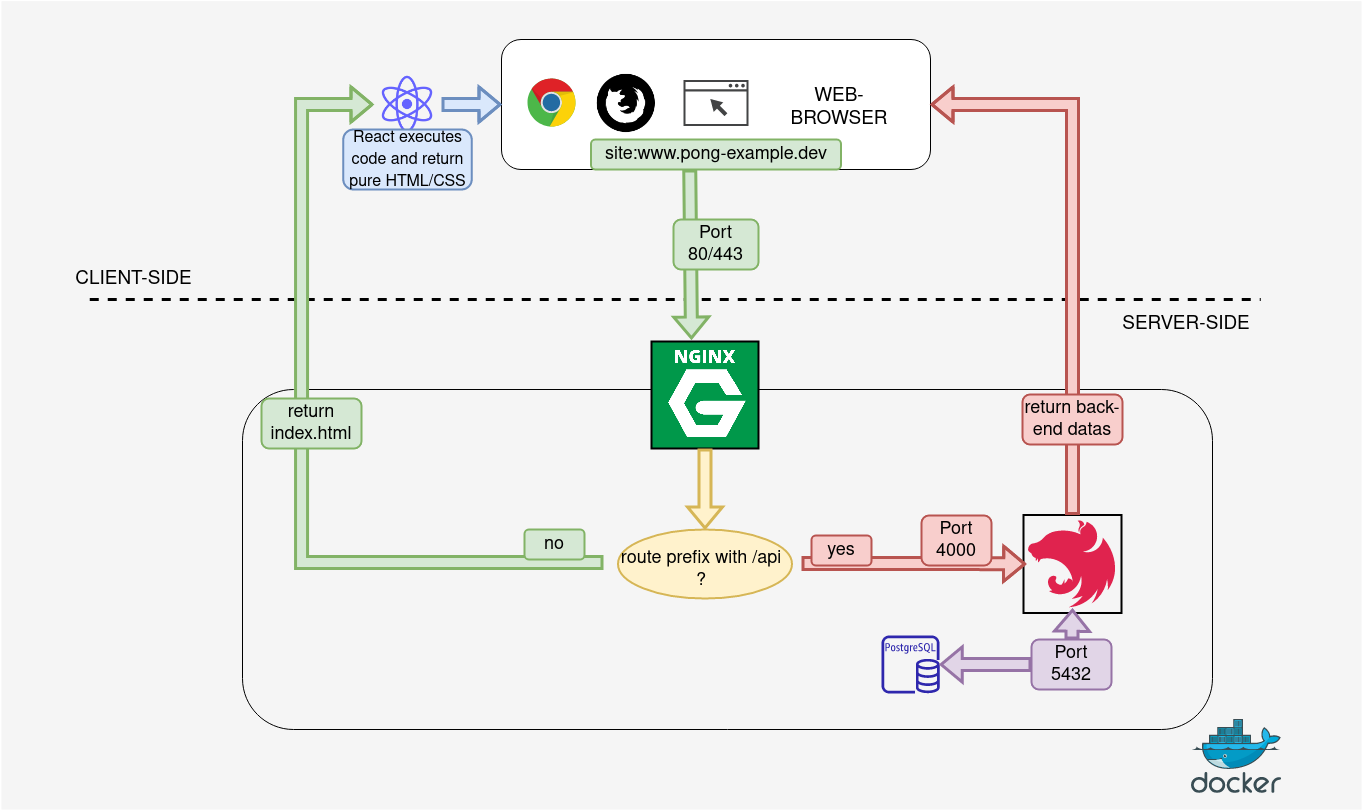 WEB-
BROWSER
site:www.pong-example.dev
React executes
code and return
pure HTML/CSS
Port
80/443
CLIENT-SIDE
SERVER-SIDE
NGINX
return
index.html
return back-
end datas
no
route prefix with /api
?
yes
Port
4000
PostgreSQL
Port
5432
docker